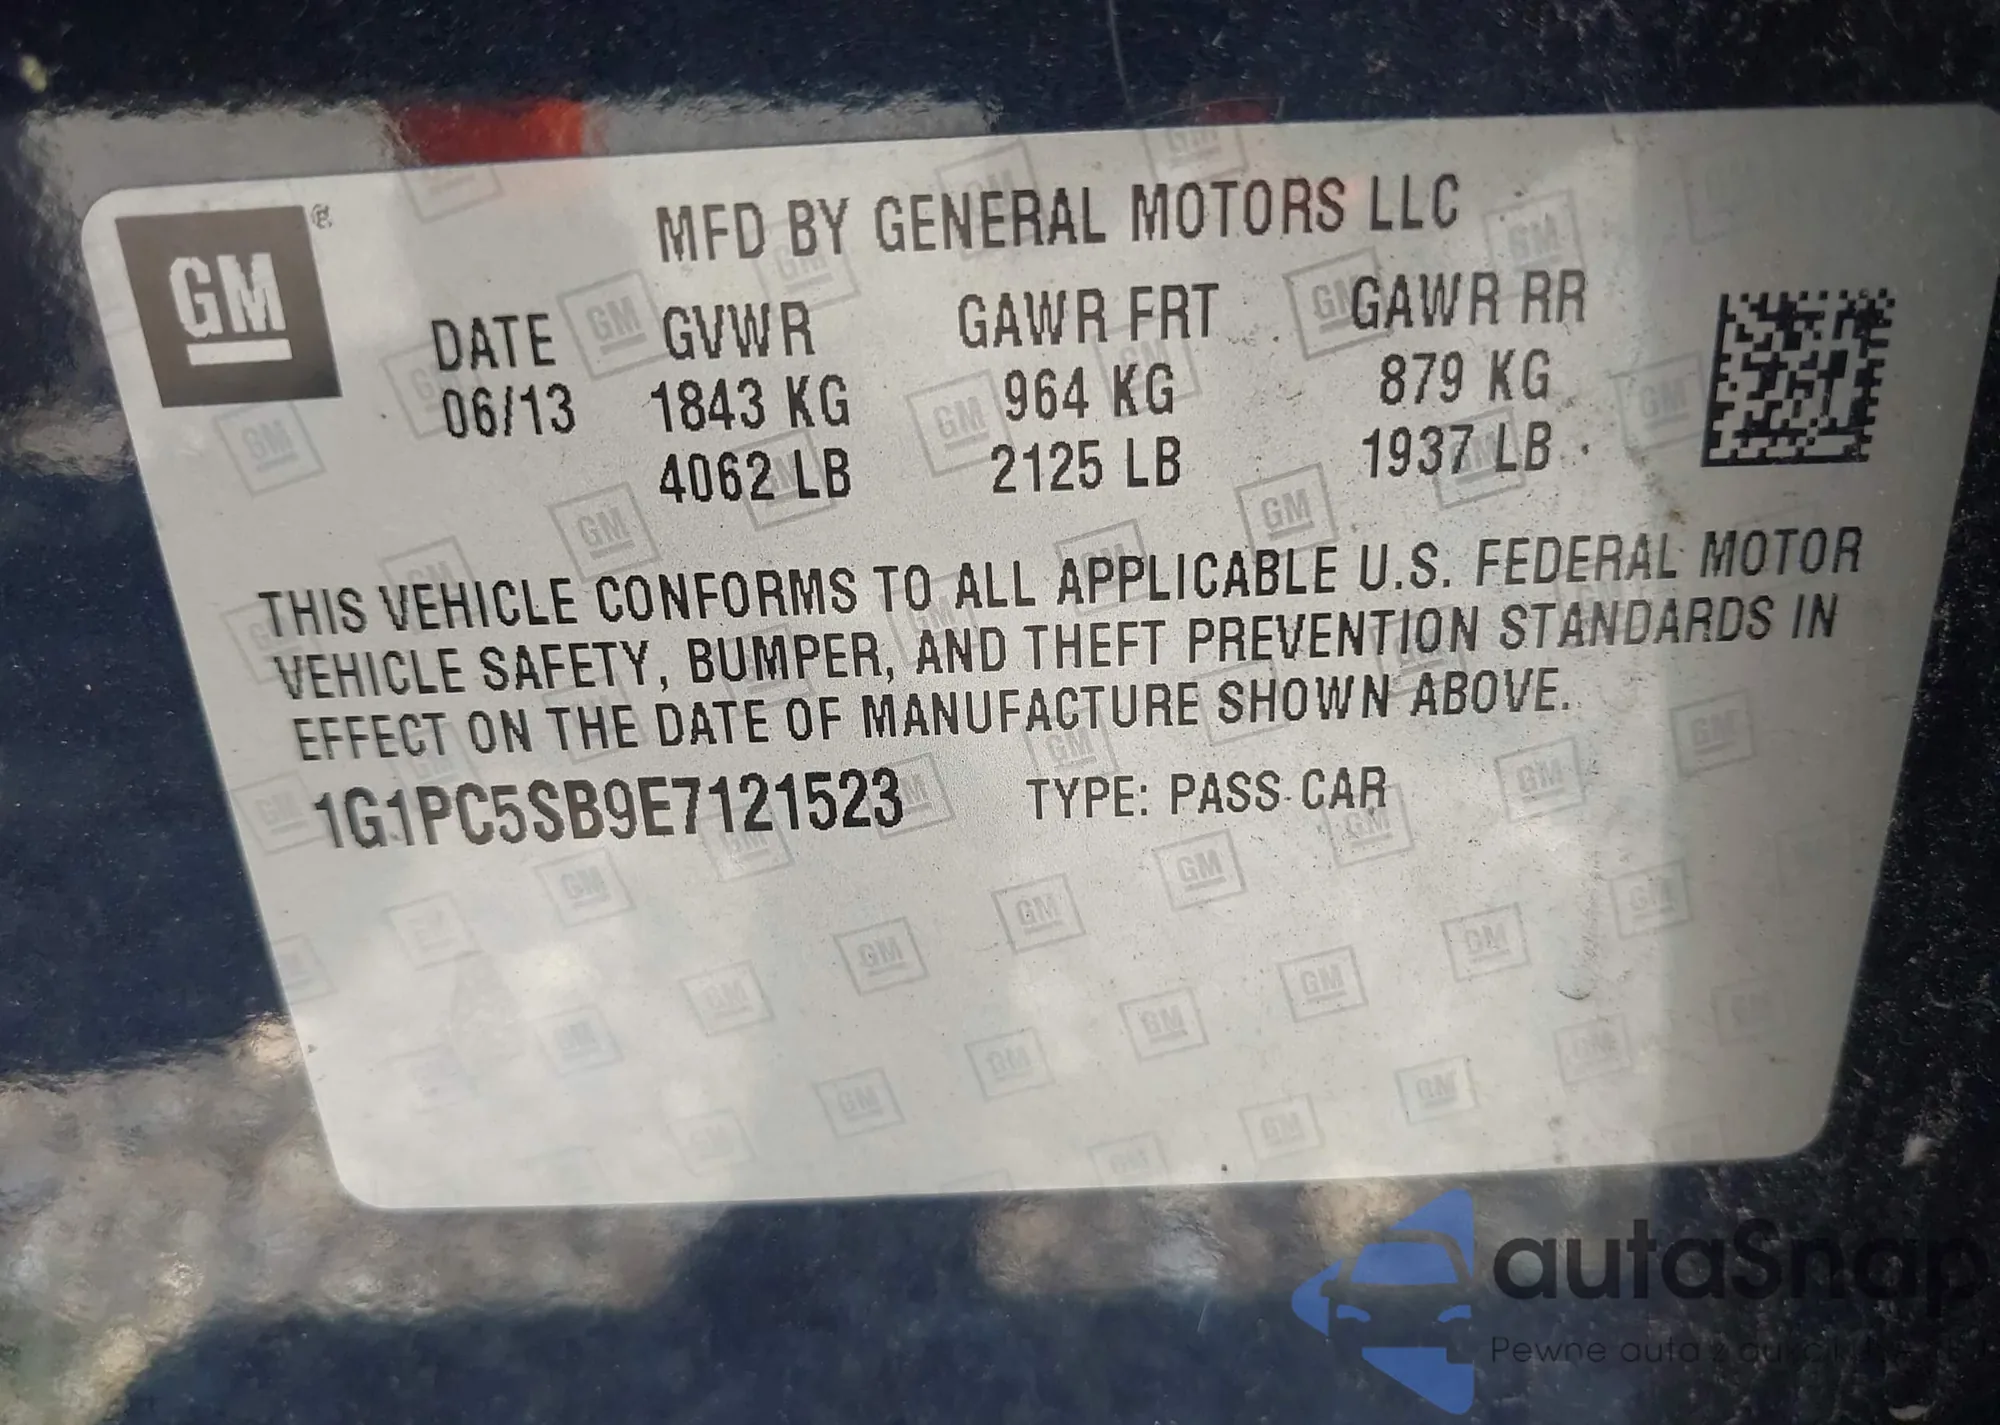 GM
MFD BY GENERAL MOTORS LLC
DATE GVWR GAWR FRT GAWR RR
06/13 1843 KG 964 KG 879 KG
4062 LB 2125 LB 1937 LB
THIS VEHICLE CONFORMS TO ALL APPLICABLE U.S. FEDERAL MOTOR
VEHICLE SAFETY, BUMPER, AND THEFT PREVENTION STANDARDS IN
EFFECT ON THE DATE OF MANUFACTURE SHOWN ABOVE.
1G1PC5SB9E7121523 TYPE: PASS CAR
autaSnap
Pewne auta z